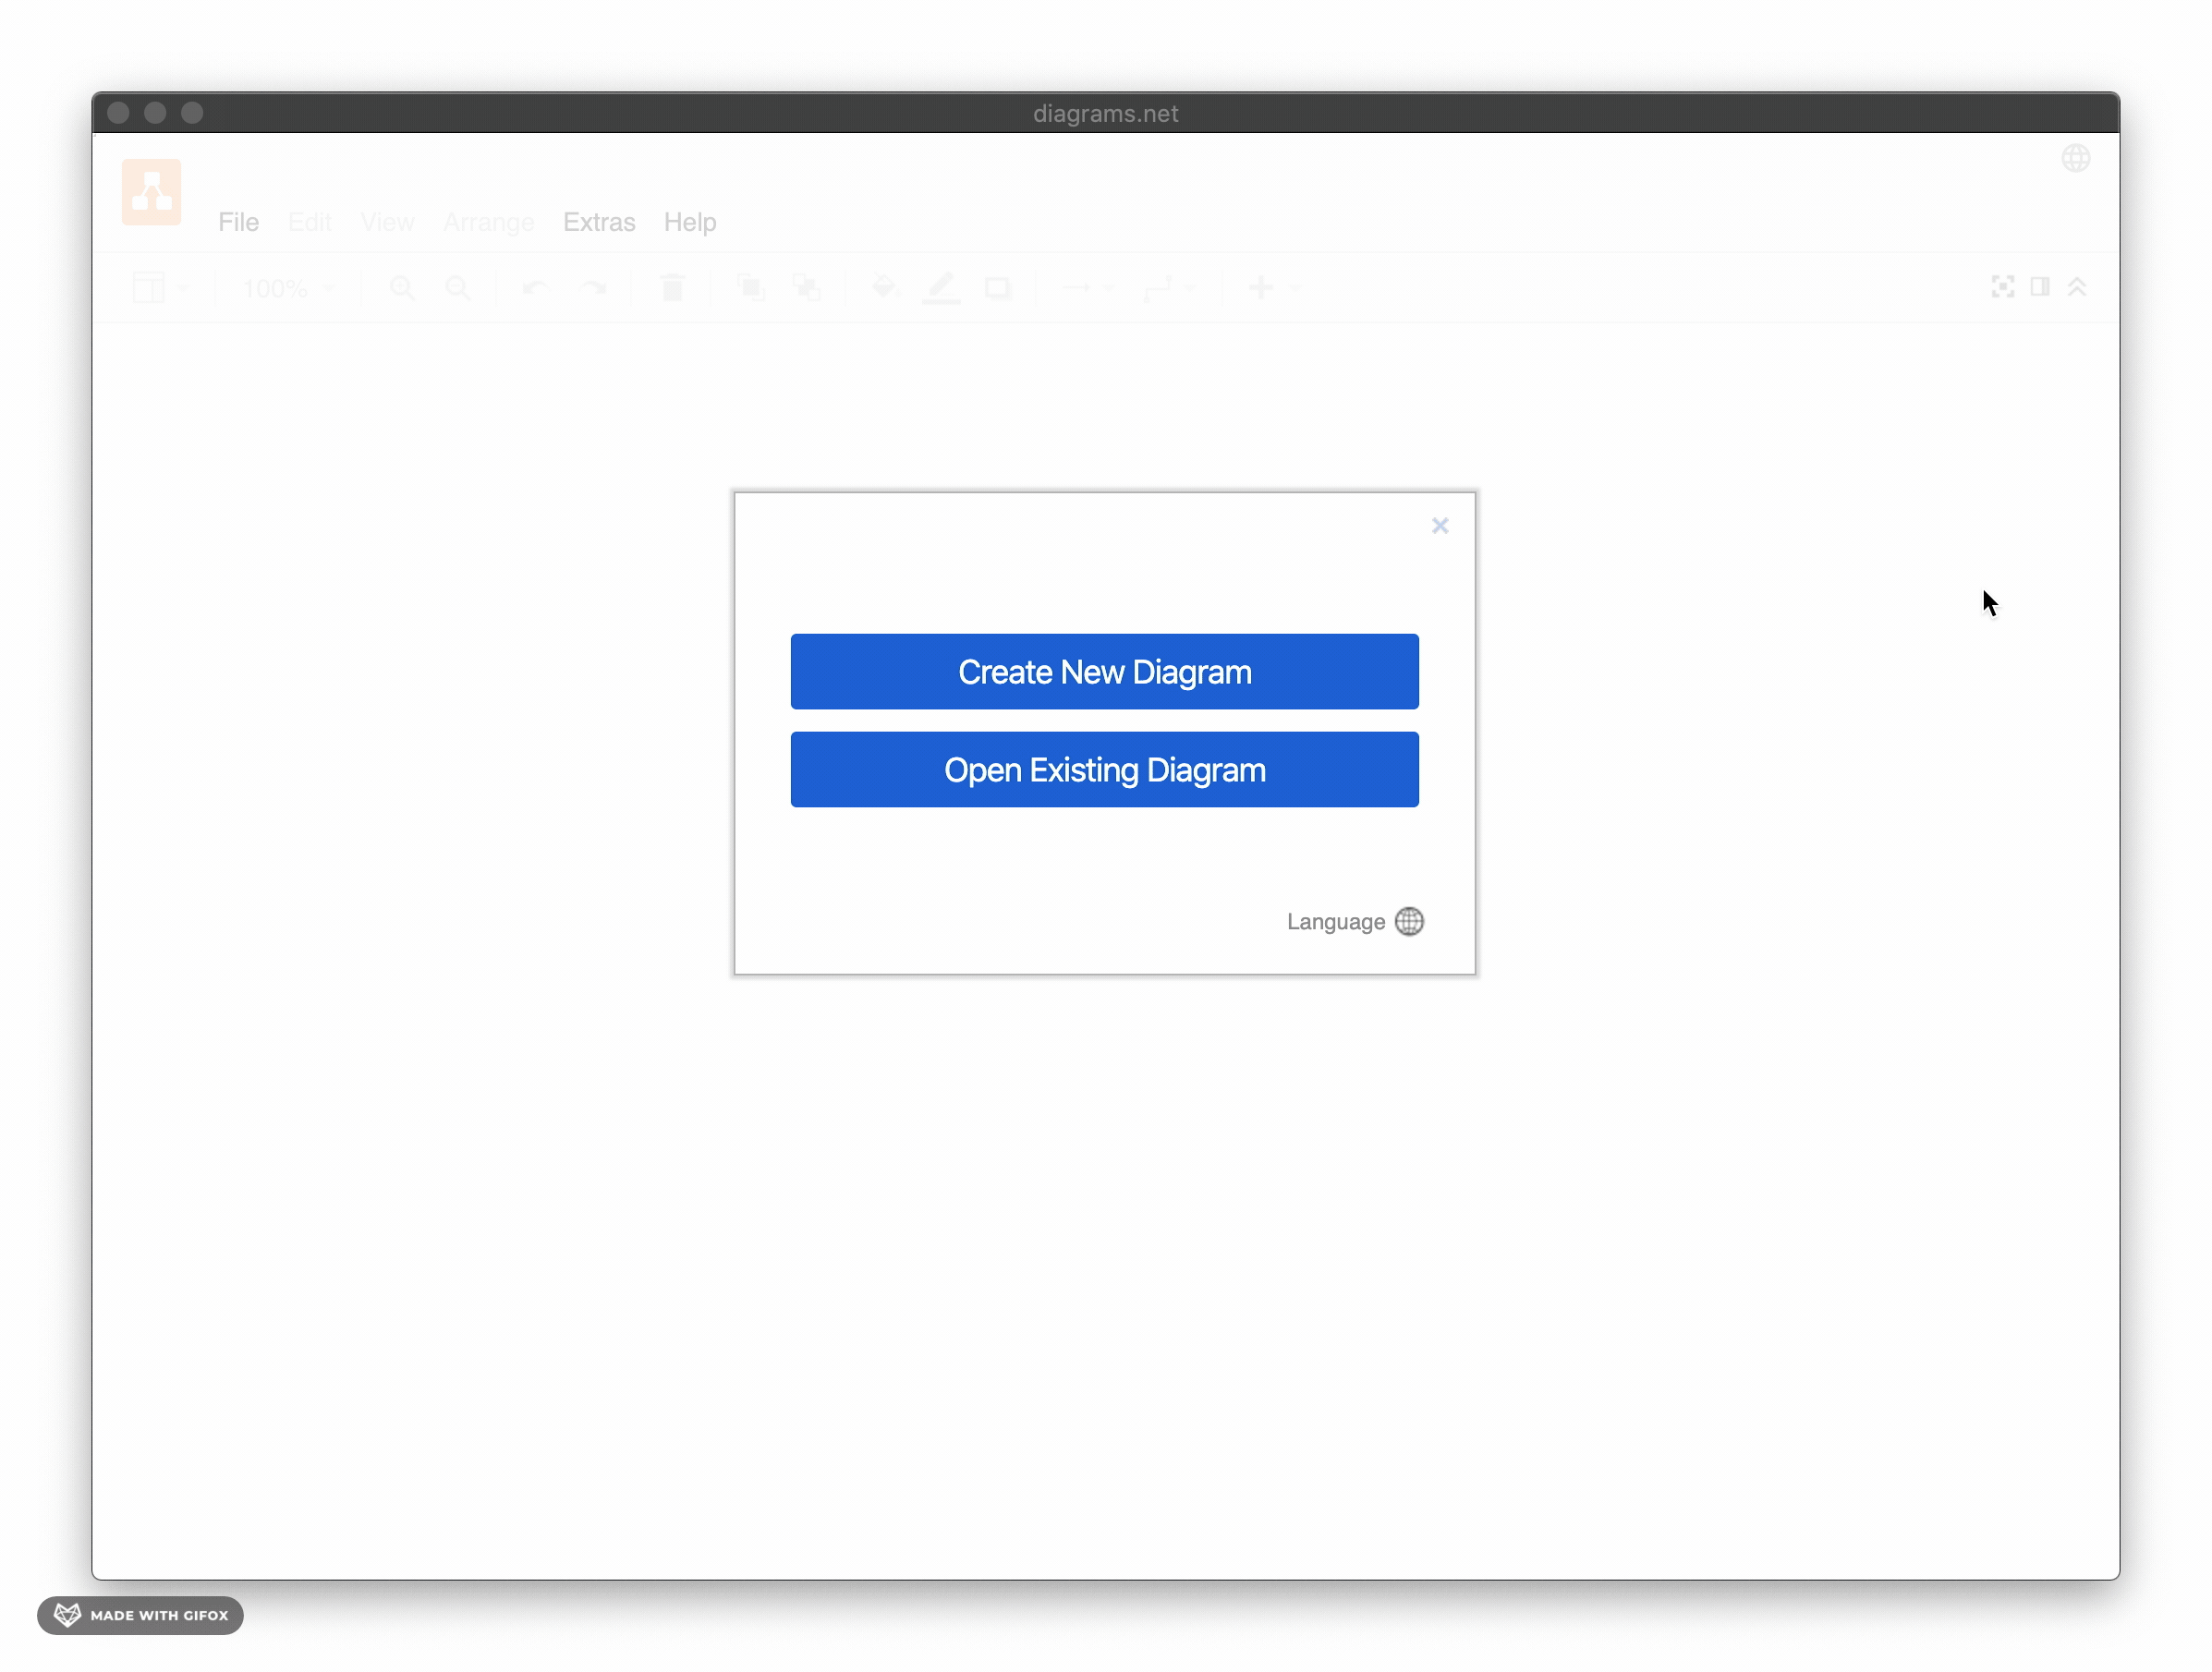 diagrams.net
File Edit View Arrange Extras Help
100%
Create New Diagram
Open Existing Diagram
Language
MADE WITH GIFOX